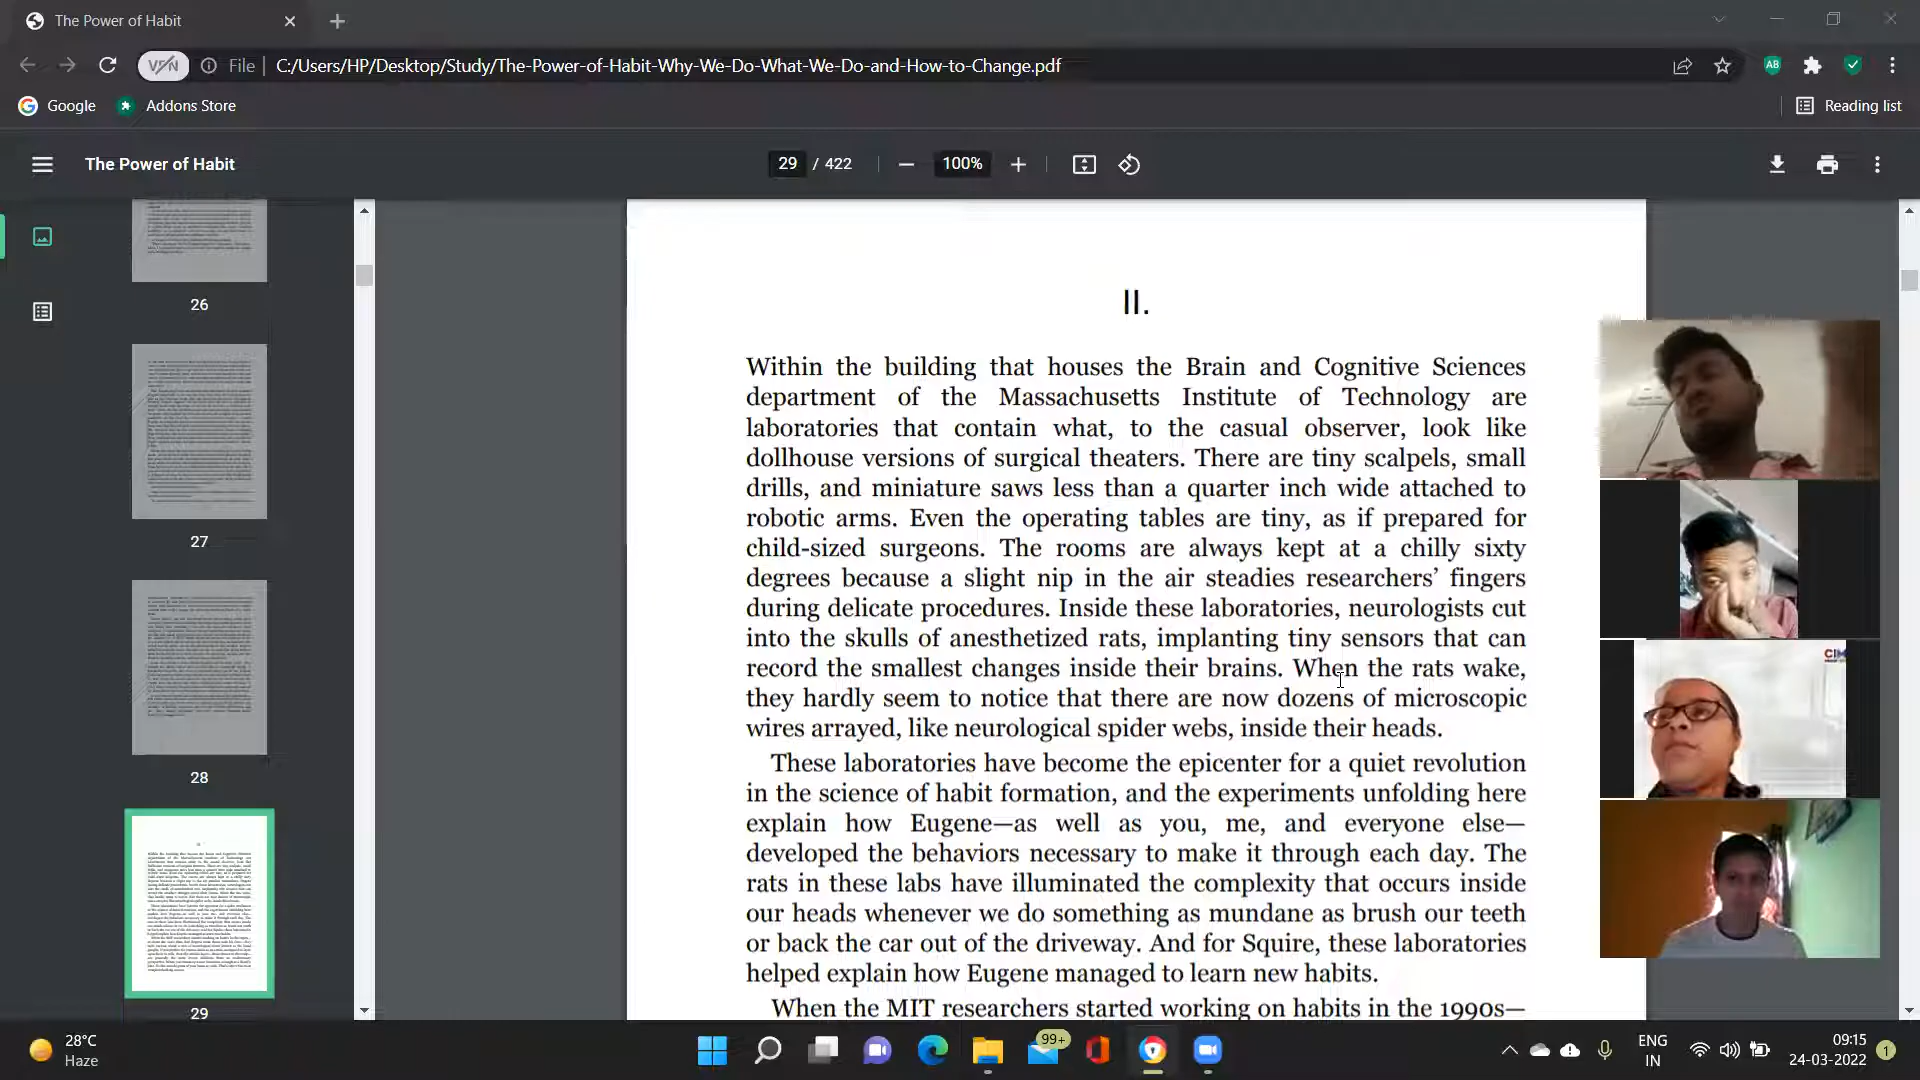 The Power of Habit
VPN
File
C:/Users/HP/Desktop/Study/The-Power-of-Habit-Why-We-Do-What-We-Do-and-How-to-Change.pdf
AB
Google
Addons Store
Reading list
The Power of Habit
29 / 422
100%
26
27
28
29
II.
Within the building that houses the Brain and Cognitive Sciences
department of the Massachusetts Institute of Technology are
laboratories that contain what, to the casual observer, look like
dollhouse versions of surgical theaters. There are tiny scalpels, small
drills, and miniature saws less than a quarter inch wide attached to
robotic arms. Even the operating tables are tiny, as if prepared for
child-sized surgeons. The rooms are always kept at a chilly sixty
degrees because a slight nip in the air steadies researchers’ fingers
during delicate procedures. Inside these laboratories, neurologists cut
into the skulls of anesthetized rats, implanting tiny sensors that can
record the smallest changes inside their brains. When the rats wake,
they hardly seem to notice that there are now dozens of microscopic
wires arrayed, like neurological spider webs, inside their heads.
These laboratories have become the epicenter for a quiet revolution
in the science of habit formation, and the experiments unfolding here
explain how Eugene—as well as you, me, and everyone else—
developed the behaviors necessary to make it through each day. The
rats in these labs have illuminated the complexity that occurs inside
our heads whenever we do something as mundane as brush our teeth
or back the car out of the driveway. And for Squire, these laboratories
helped explain how Eugene managed to learn new habits.
When the MIT researchers started working on habits in the 1990s—
28°C
Haze
99+
ENG
IN
09:15
24-03-2022
1